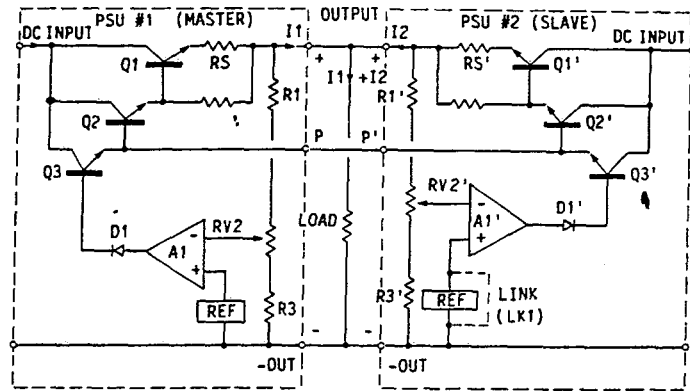 PSU #1 (MASTER)
OUTPUT
PSU #2 (SLAVE)
DC INPUT
I1
I2
DC INPUT
Q1
RS
+
+
RS'
Q1'
I1 +I2
R1
R1'
Q2
Q2'
P
P'
Q3
Q3'
D1
A1
-
+
RV2
LOAD
RV2'
-
+
A1'
D1'
REF
R3
R3'
REF
LINK
(LK1)
-
-
-OUT
-OUT